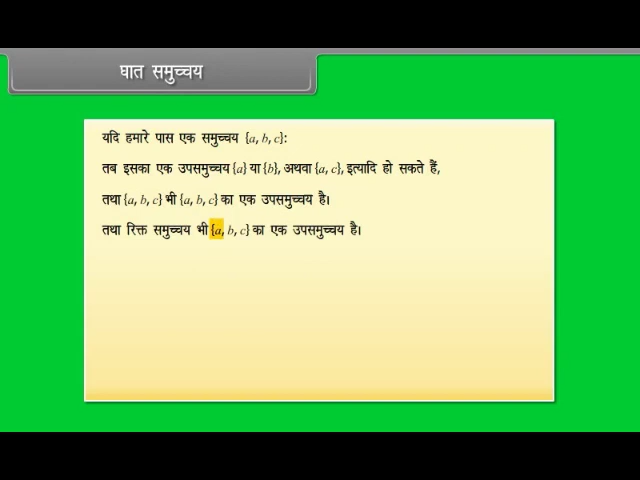 घात समुच्चय
यदि हमारे पास एक समुच्चय {a, b, c}:
तब इसका एक उपसमुच्चय {a} या {b}, अथवा {a, c}, इत्यादि हो सकते हैं,
तथा {a, b, c} भी {a, b, c} का एक उपसमुच्चय है।
तथा रिक्त समुच्चय भी {a, b, c} का एक उपसमुच्चय है।